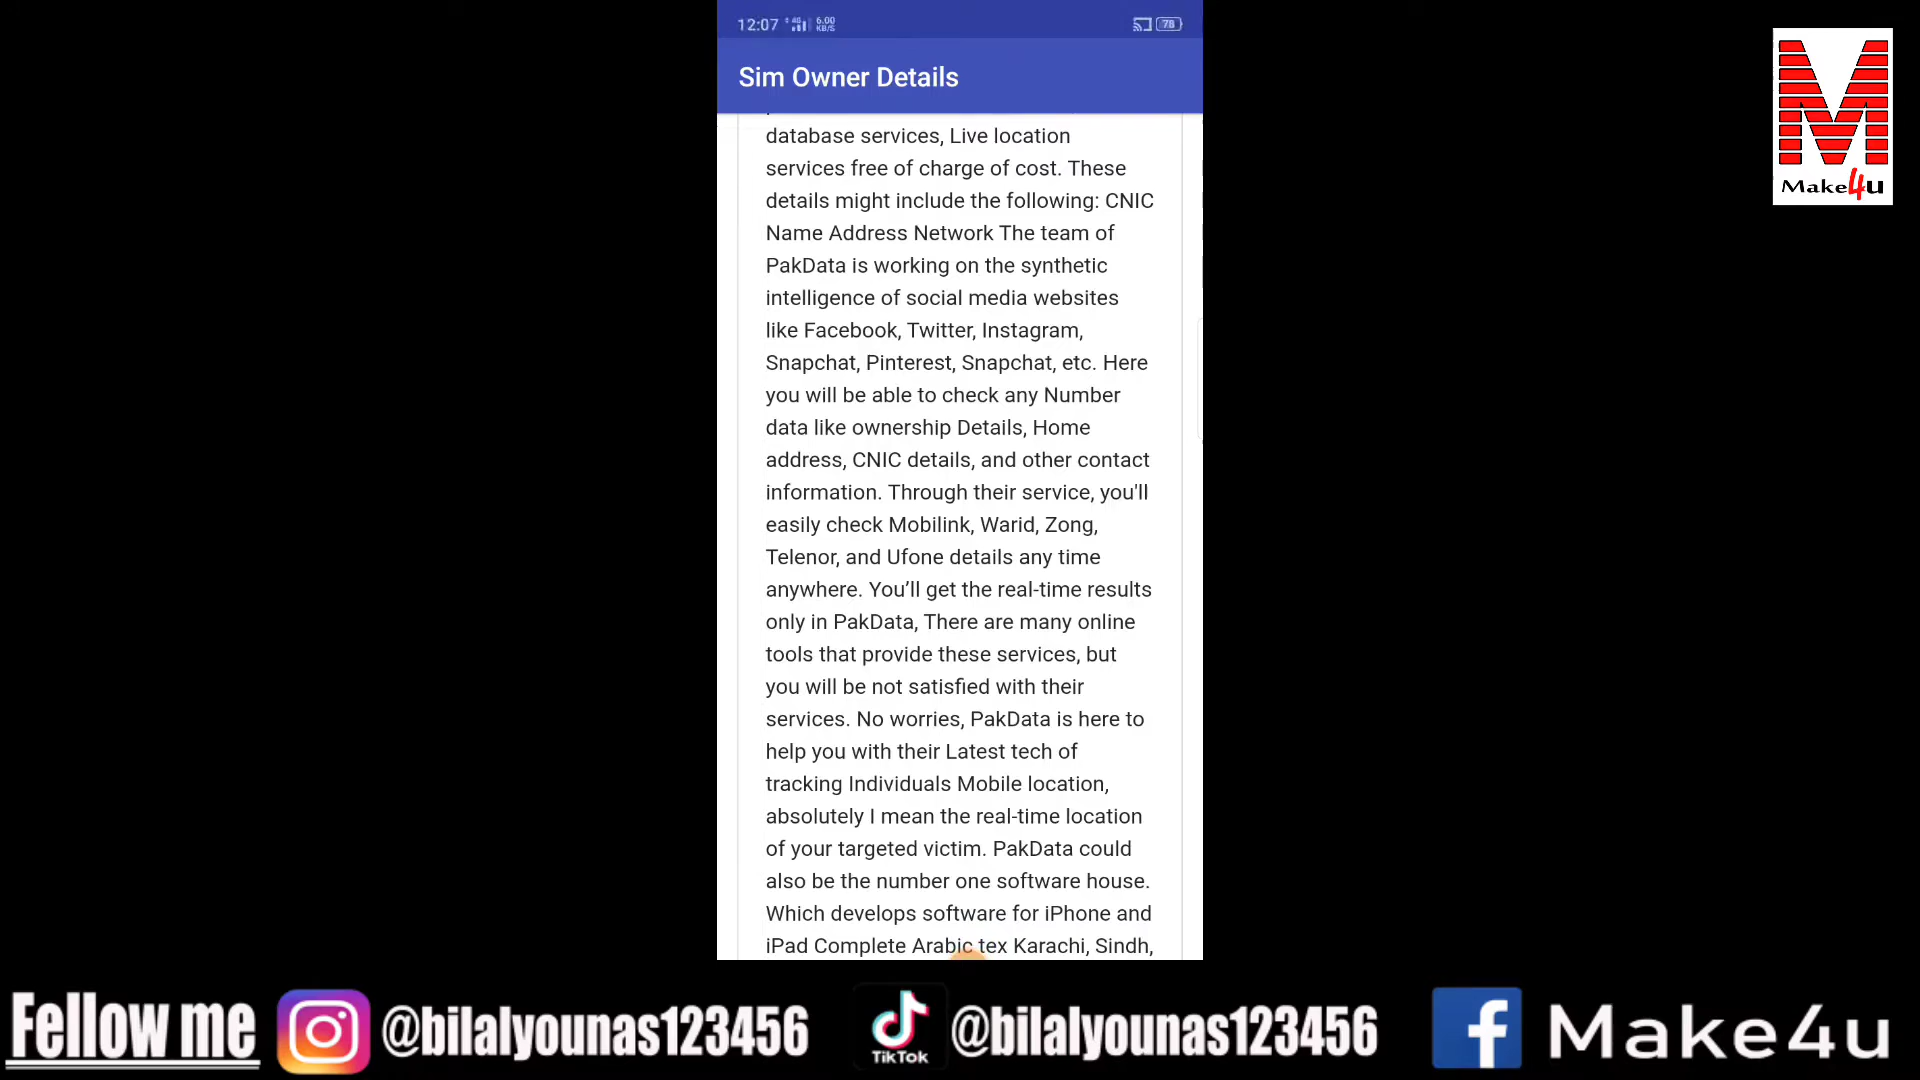 12:07 4G 6.00 KB/S 78
Sim Owner Details
database services, Live location
services free of charge of cost. These
details might include the following: CNIC
Name Address Network The team of
PakData is working on the synthetic
intelligence of social media websites
like Facebook, Twitter, Instagram,
Snapchat, Pinterest, Snapchat, etc. Here
you will be able to check any Number
data like ownership Details, Home
address, CNIC details, and other contact
information. Through their service, you'll
easily check Mobilink, Warid, Zong,
Telenor, and Ufone details any time
anywhere. You’ll get the real-time results
only in PakData, There are many online
tools that provide these services, but
you will be not satisfied with their
services. No worries, PakData is here to
help you with their Latest tech of
tracking Individuals Mobile location,
absolutely I mean the real-time location
of your targeted victim. PakData could
also be the number one software house.
Which develops software for iPhone and
iPad Complete Arabic tex Karachi, Sindh,
M
Make4u
Fellow me @bilalyounas123456 TikTok @bilalyounas123456 f Make4u